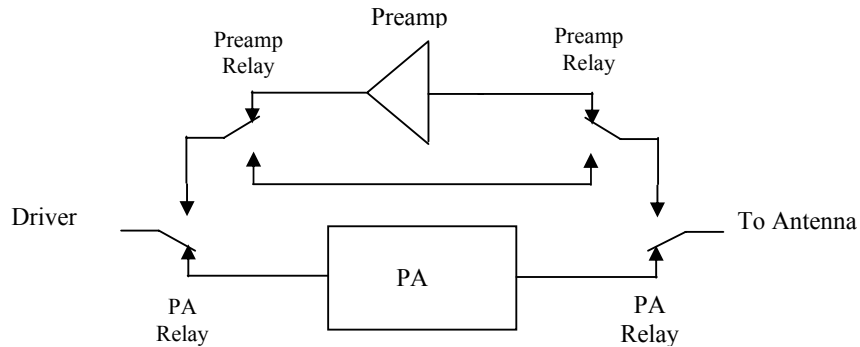 Preamp
Preamp
Relay
Preamp
Relay
Driver
To Antenna
PA
PA
Relay
PA
Relay